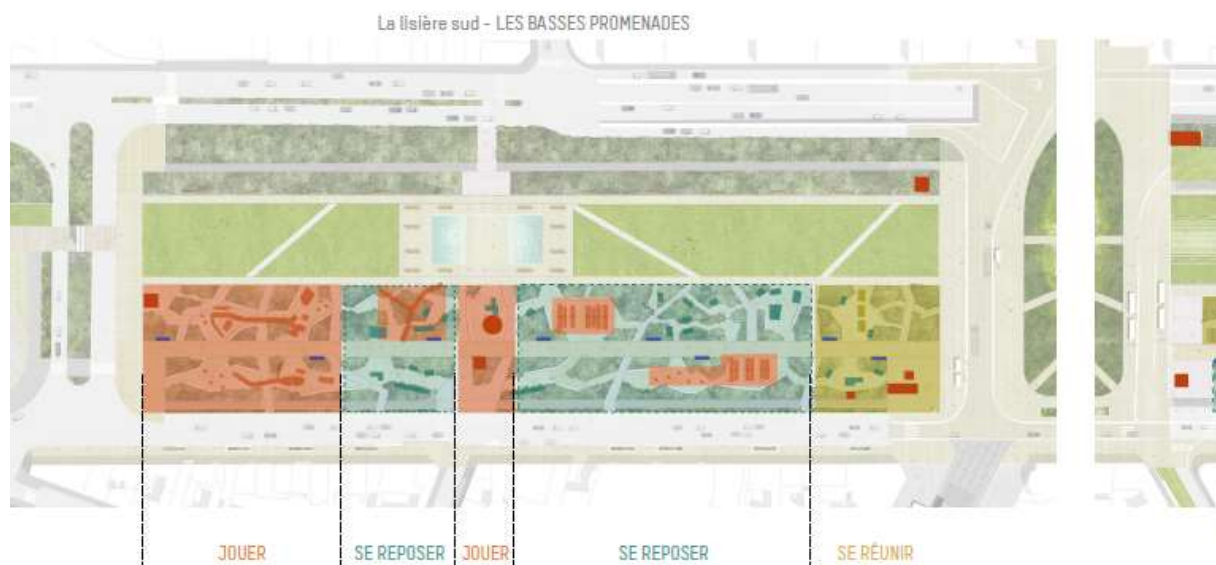 La lisière sud - LES BASSES PROMENADES
JOUER SE REPOSER JOUER SE REPOSER SE RÉUNIR